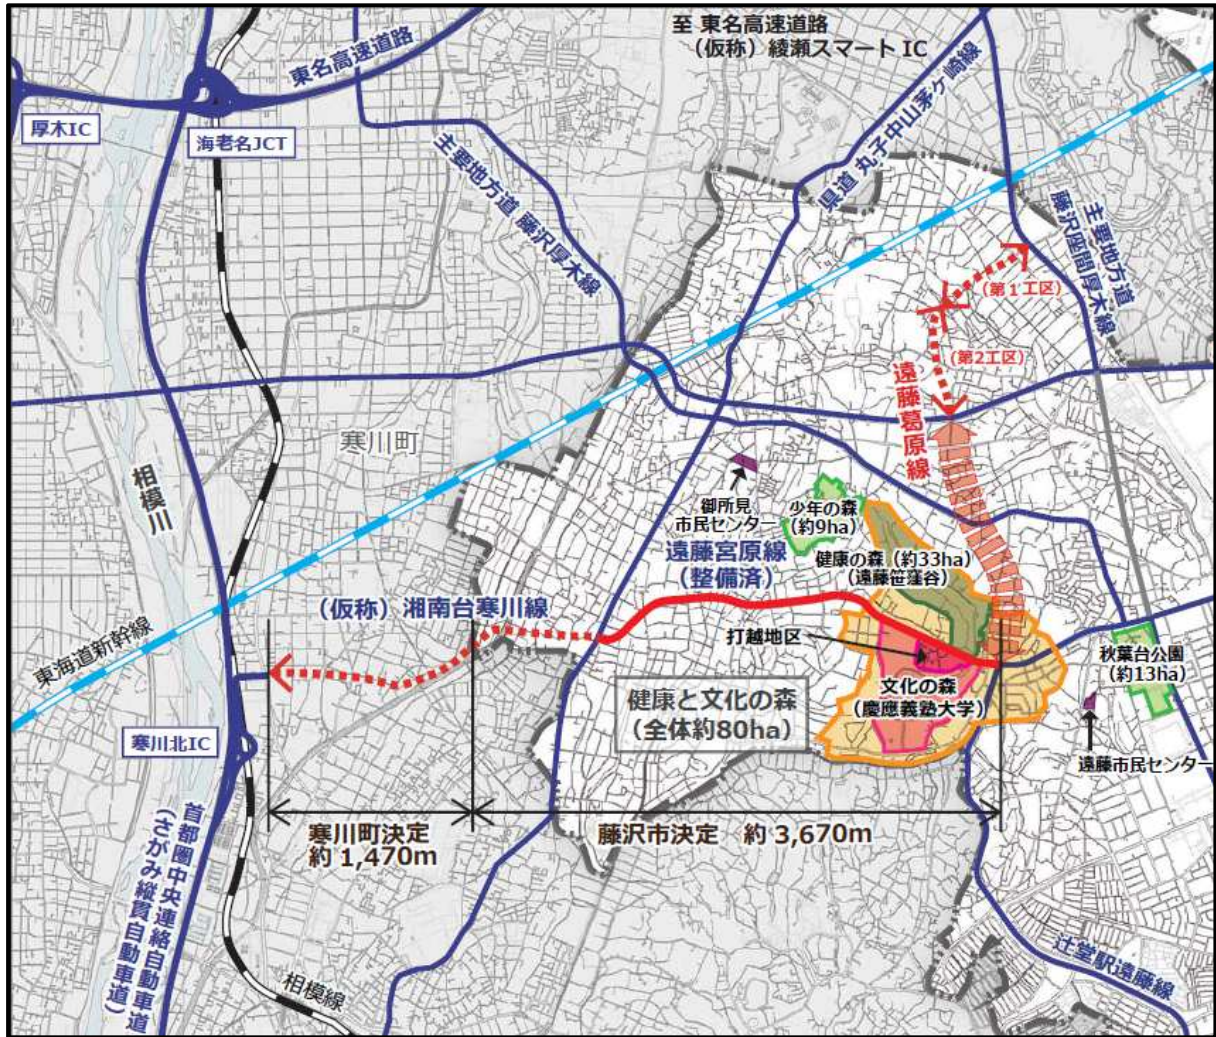 至 東名高速道路
（仮称）綾瀬スマート IC
東名高速道路
厚木IC
海老名JCT
主要地方道 藤沢厚木線
県道 丸子中山茅ケ崎線
主要地方道
藤沢座間厚木線
（第１工区）
（第2工区）
遠藤葛原線
寒川町
相模川
御所見
市民センター
少年の森
（約9ha）
遠藤宮原線
（整備済）
健康の森（約33ha）
（遠藤笹窪谷）
（仮称）湘南台寒川線
打越地区
東海道新幹線
秋葉台公園
（約13ha）
文化の森
（慶應義塾大学）
健康と文化の森
（全体約80ha）
寒川北IC
遠藤市民センター
寒川町決定
約 1,470m
藤沢市決定　約 3,670m
首都圏中央連絡自動車道
（さがみ縦貫自動車道）
辻堂駅遠藤線
相模線